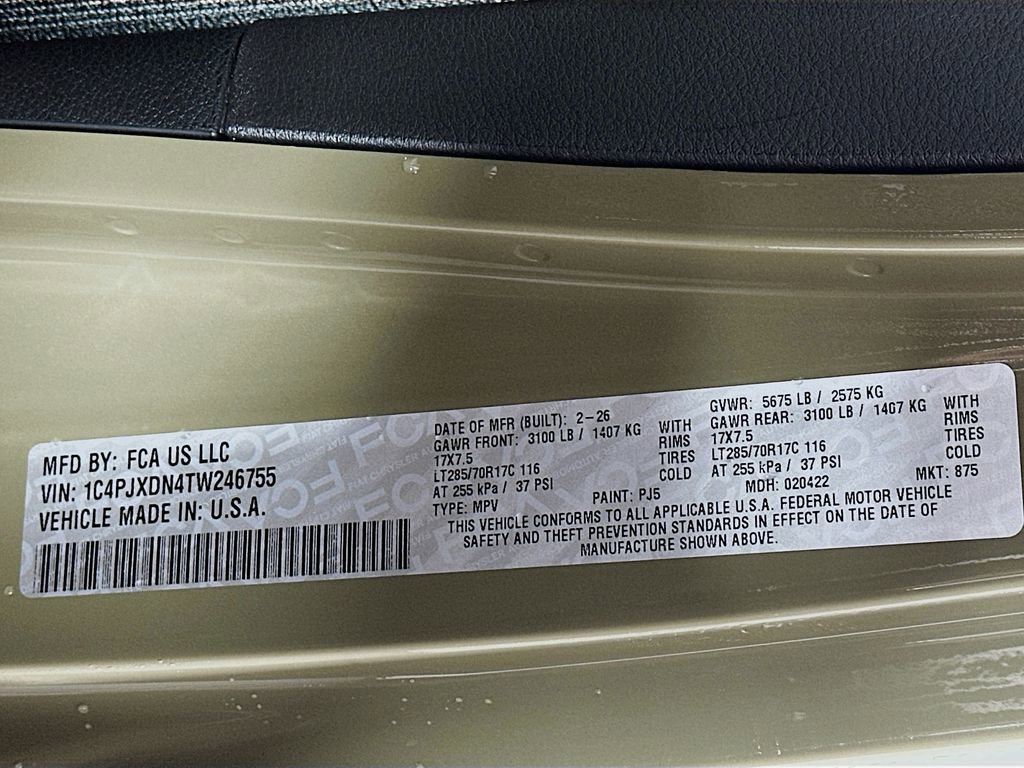 MFD BY: FCA US LLC
VIN: 1C4PJXDN4TW246755
VEHICLE MADE IN: U.S.A.
DATE OF MFR (BUILT): 2-26
GAWR FRONT: 3100 LB / 1407 KG WITH
17X7.5 RIMS
LT285/70R17C 116 TIRES
AT 255 kPa / 37 PSI COLD
TYPE: MPV PAINT: PJ5
GVWR: 5675 LB / 2575 KG
GAWR REAR: 3100 LB / 1407 KG WITH
17X7.5 RIMS
LT285/70R17C 116 TIRES
AT 255 kPa / 37 PSI COLD
MDH: 020422 MKT: 875
THIS VEHICLE CONFORMS TO ALL APPLICABLE U.S.A. FEDERAL MOTOR VEHICLE
SAFETY AND THEFT PREVENTION STANDARDS IN EFFECT ON THE DATE OF
MANUFACTURE SHOWN ABOVE.